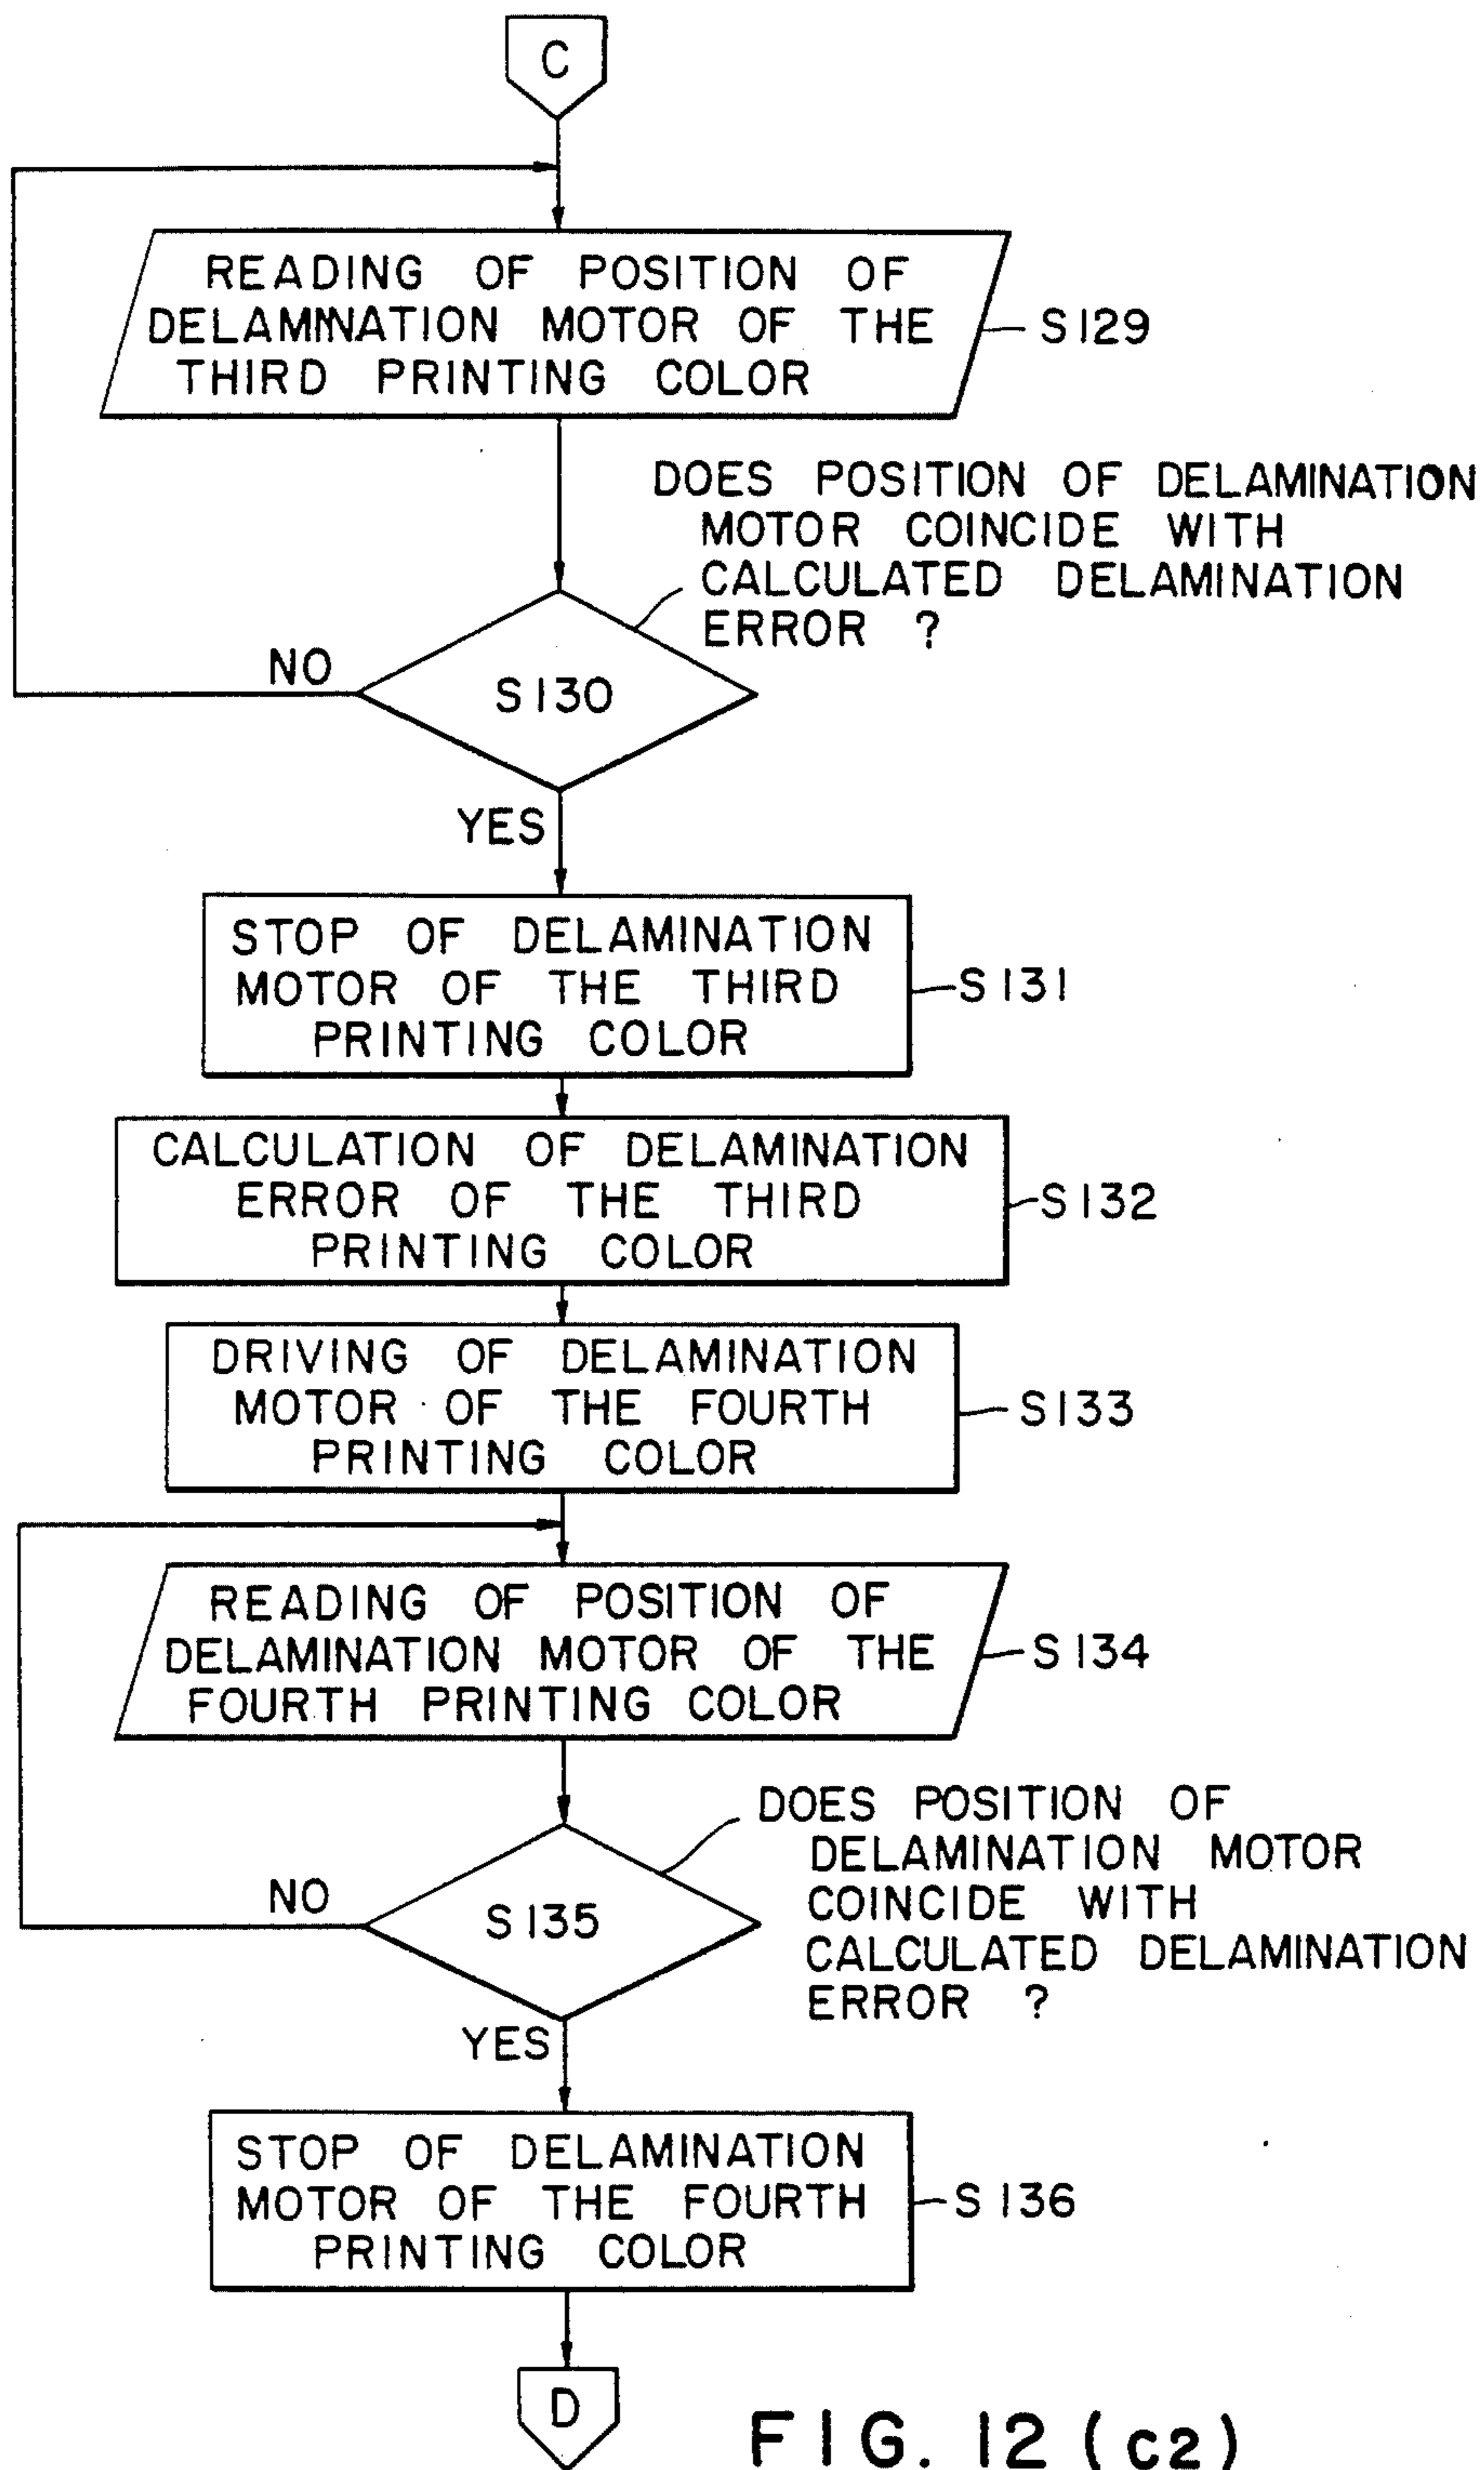 C
READING OF POSITION OF
DELAMINATION MOTOR OF THE
THIRD PRINTING COLOR
S129
DOES POSITION OF DELAMINATION
MOTOR COINCIDE WITH
CALCULATED DELAMINATION
ERROR ?
NO
S130
YES
STOP OF DELAMINATION
MOTOR OF THE THIRD
PRINTING COLOR
S131
CALCULATION OF DELAMINATION
ERROR OF THE THIRD
PRINTING COLOR
S132
DRIVING OF DELAMINATION
MOTOR OF THE FOURTH
PRINTING COLOR
S133
READING OF POSITION OF
DELAMINATION MOTOR OF THE
FOURTH PRINTING COLOR
S134
DOES POSITION OF
DELAMINATION MOTOR
COINCIDE WITH
CALCULATED DELAMINATION
ERROR ?
NO
S135
YES
STOP OF DELAMINATION
MOTOR OF THE FOURTH
PRINTING COLOR
S136
D
FIG. 12 (c2)